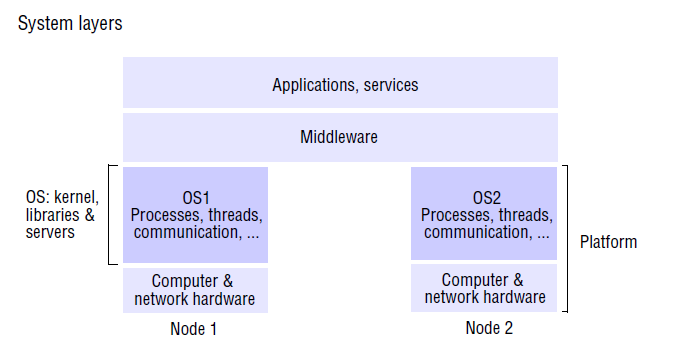 System layers
Applications, services
Middleware
OS: kernel,
libraries &
servers
OS1
Processes, threads,
communication, ...
OS2
Processes, threads,
communication, ...
Platform
Computer &
network hardware
Computer &
network hardware
Node 1
Node 2